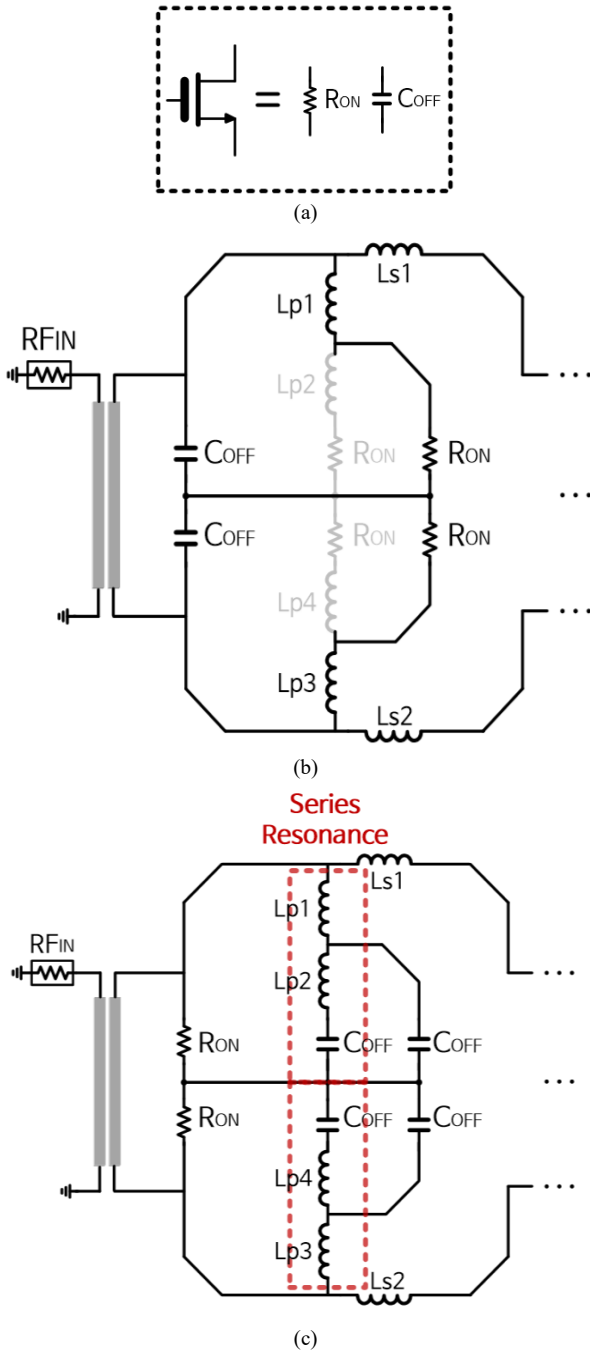 = RON COFF
(a)
Ls1
Lp1
RFIN
Lp2
COFF RON RON
COFF RON RON
Lp4
Lp3
Ls2
(b)
Series
Resonance
Ls1
Lp1
RFIN
Lp2
RON COFF COFF
RON COFF COFF
Lp4
Lp3
Ls2
(c)